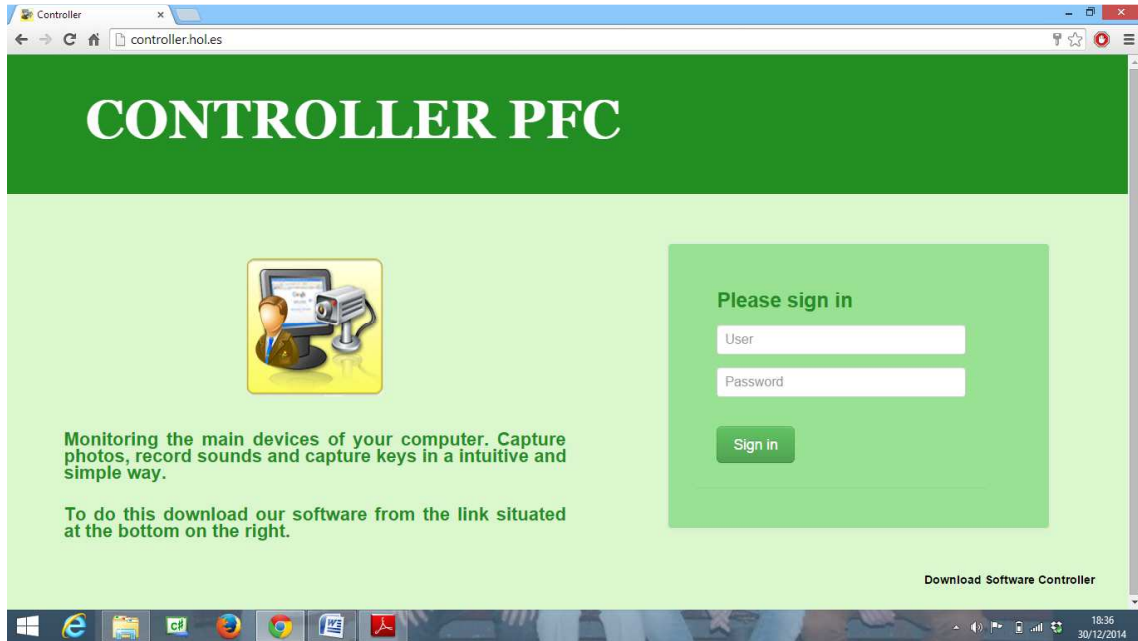 Controller
controller.hol.es
CONTROLLER PFC
Monitoring the main devices of your computer. Capture
photos, record sounds and capture keys in a intuitive and
simple way.
To do this download our software from the link situated
at the bottom on the right.
Please sign in
User
Password
Sign in
Download Software Controller
18:36
30/12/2014